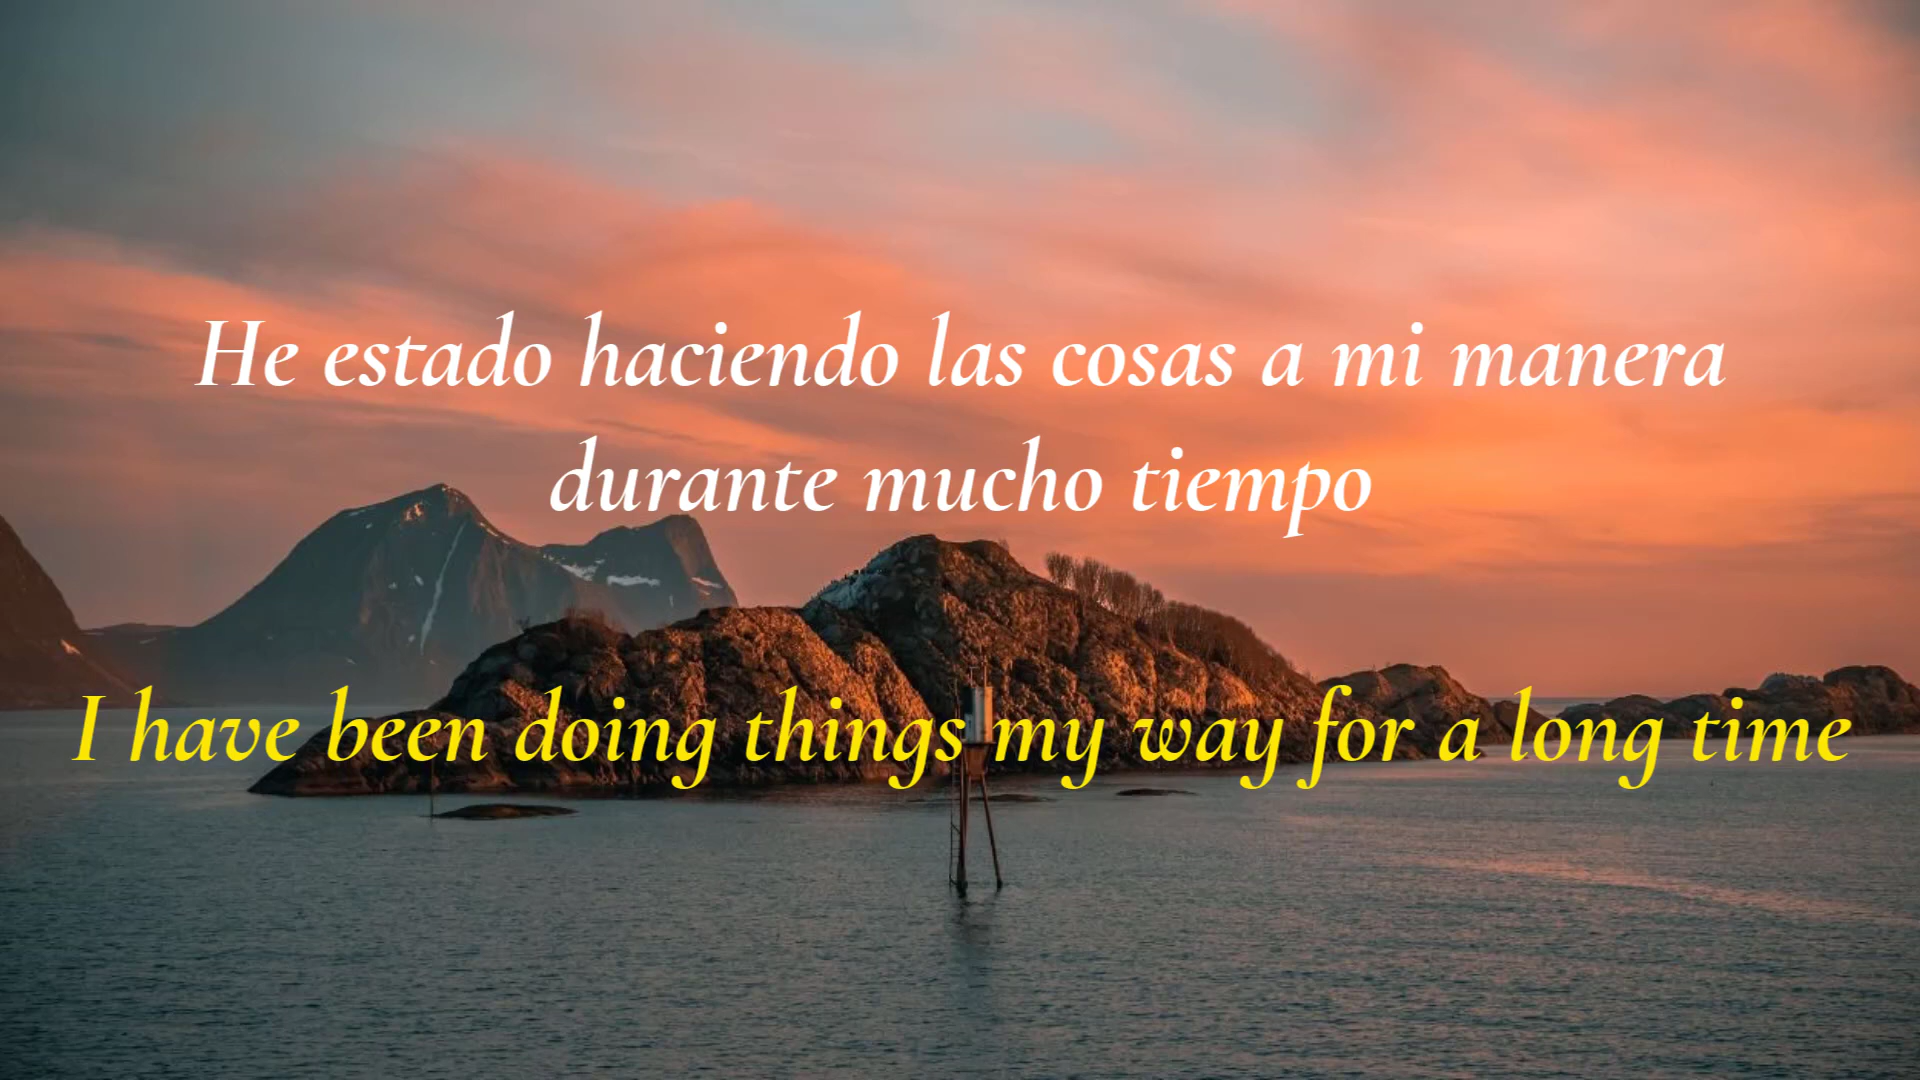 He estado haciendo las cosas a mi manera
durante mucho tiempo
I have been doing things my way for a long time